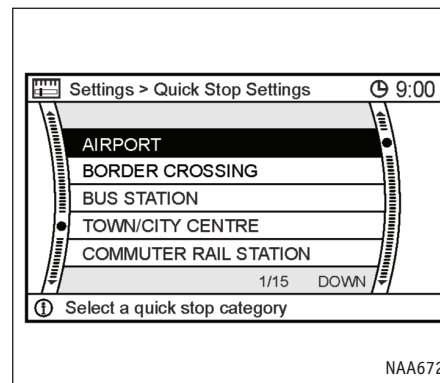 Settings > Quick Stop Settings 9:00
AIRPORT
BORDER CROSSING
BUS STATION
TOWN/CITY CENTRE
COMMUTER RAIL STATION
1/15 DOWN
Select a quick stop category
NAA672